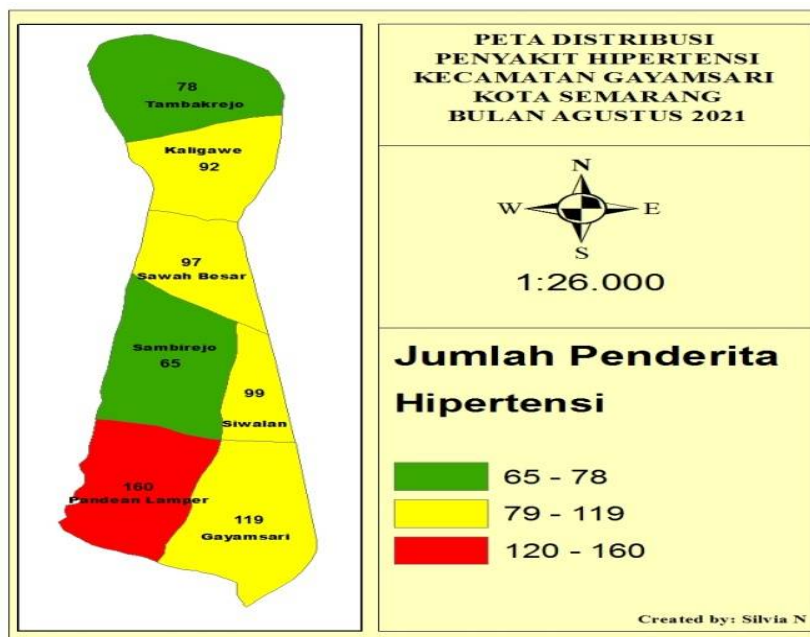 PETA DISTRIBUSI
PENYAKIT HIPERTENSI
KECAMATAN GAYAMSARI
KOTA SEMARANG
BULAN AGUSTUS 2021
N
W
E
S
1:26.000
Jumlah Penderita
Hipertensi
65 - 78
79 - 119
120 - 160
Created by: Silvia N
78
Tambakrejo
Kaligawe
92
97
Sawah Besar
Sambirejo
65
99
Siwalan
160
Pandean Lamper
119
Gayamsari